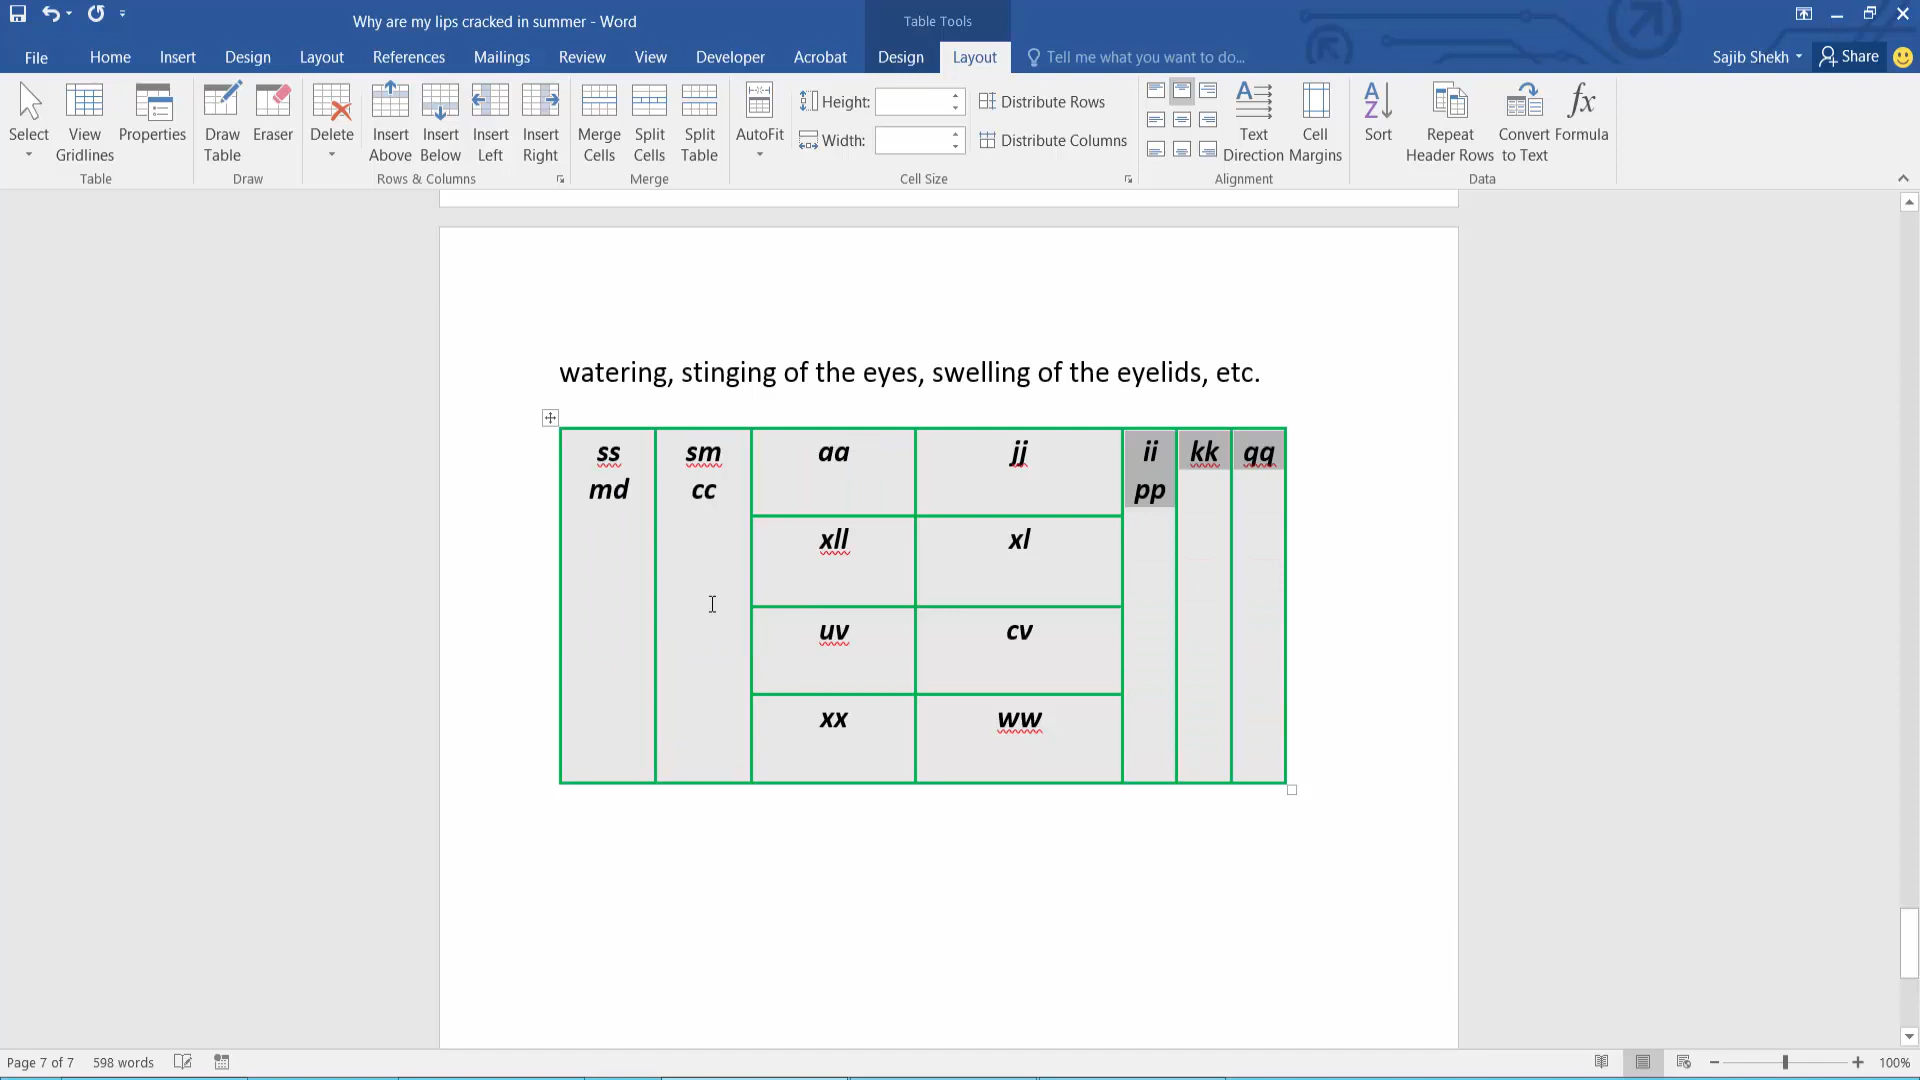 Why are my lips cracked in summer - Word
Table Tools
File Home Insert Design Layout References Mailings Review View Developer Acrobat Design Layout Tell me what you want to do... Sajib Shekh Share
Select
View Gridlines
Properties
Table
Draw Table
Eraser
Draw
Delete
Insert Above
Insert Below
Insert Left
Insert Right
Rows & Columns
Merge Cells
Split Cells
Split Table
Merge
AutoFit
Height:
Width:
Distribute Rows
Distribute Columns
Cell Size
Text Direction
Cell Margins
Alignment
Sort
Repeat Header Rows
Convert to Text
Formula
Data
watering, stinging of the eyes, swelling of the eyelids, etc.
ss sm aa jj ii kk qq
md cc pp
xll xl
uv cv
xx ww
Page 7 of 7 598 words 100%